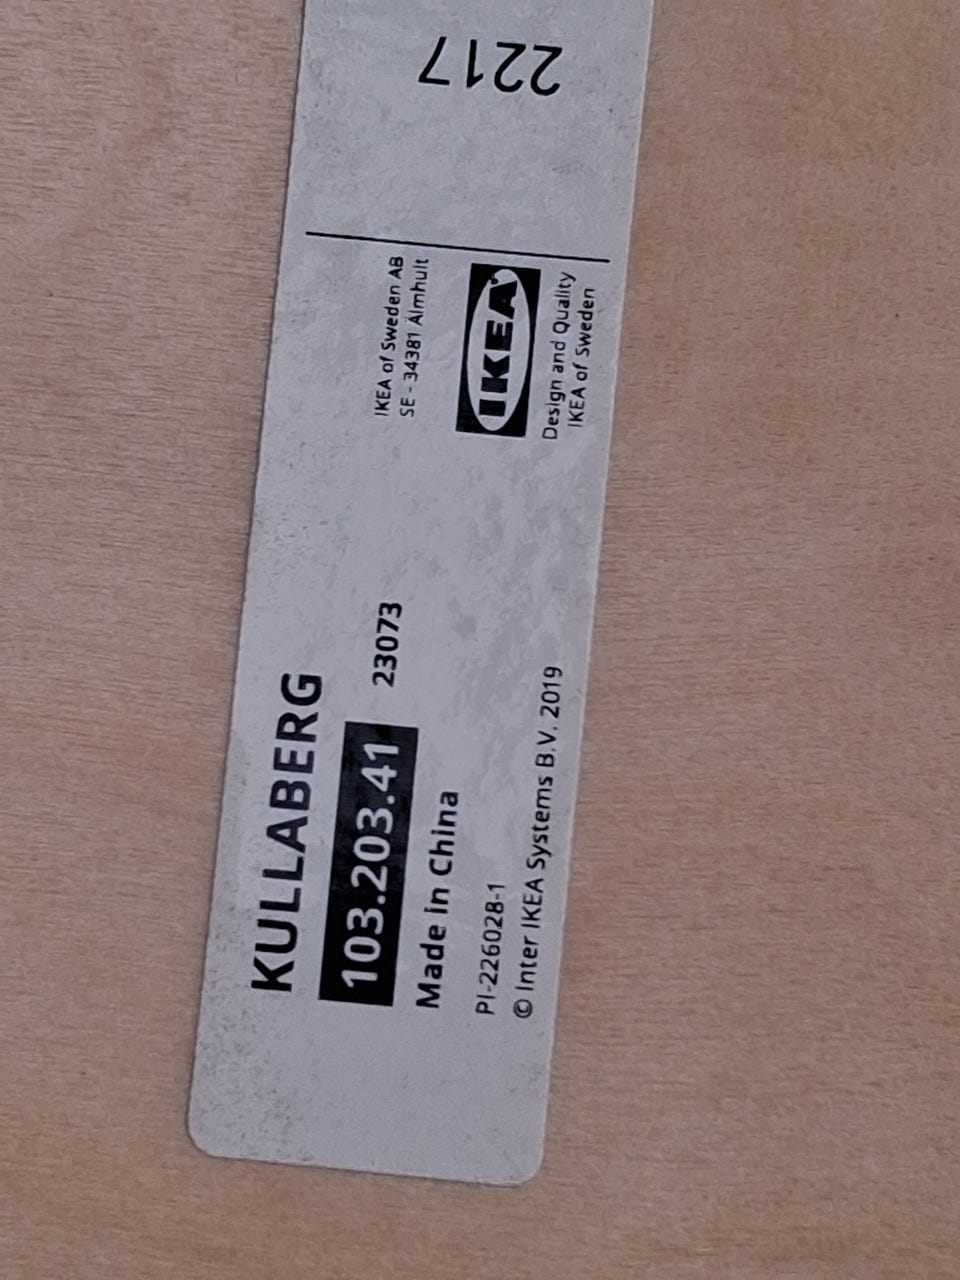 KULLABERG
103.203.41 23073
Made in China
PI-226028-1
© Inter IKEA Systems B.V. 2019
IKEA of Sweden AB
SE - 34381 Älmhult
IKEA
Design and Quality
IKEA of Sweden
2217